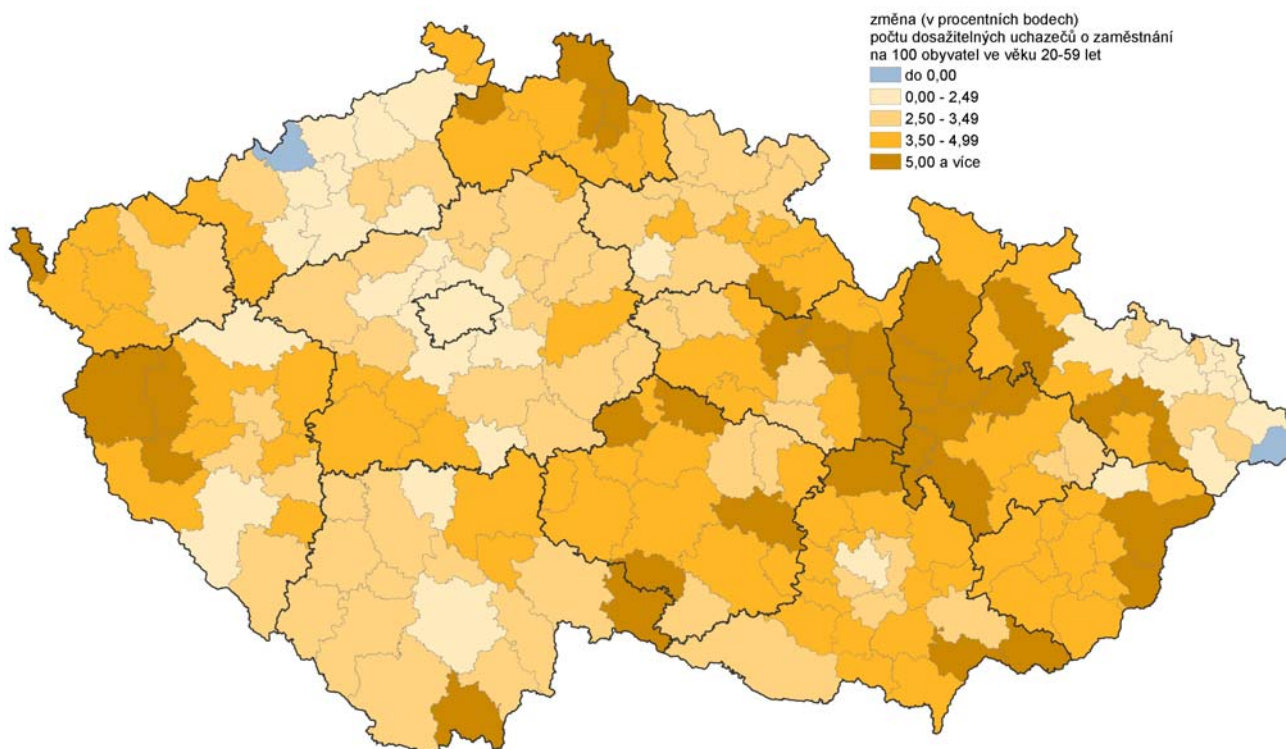 změna (v procentních bodech)
počtu dosažitelných uchazečů o zaměstnání
na 100 obyvatel ve věku 20-59 let
do 0,00
0,00 - 2,49
2,50 - 3,49
3,50 - 4,99
5,00 a více